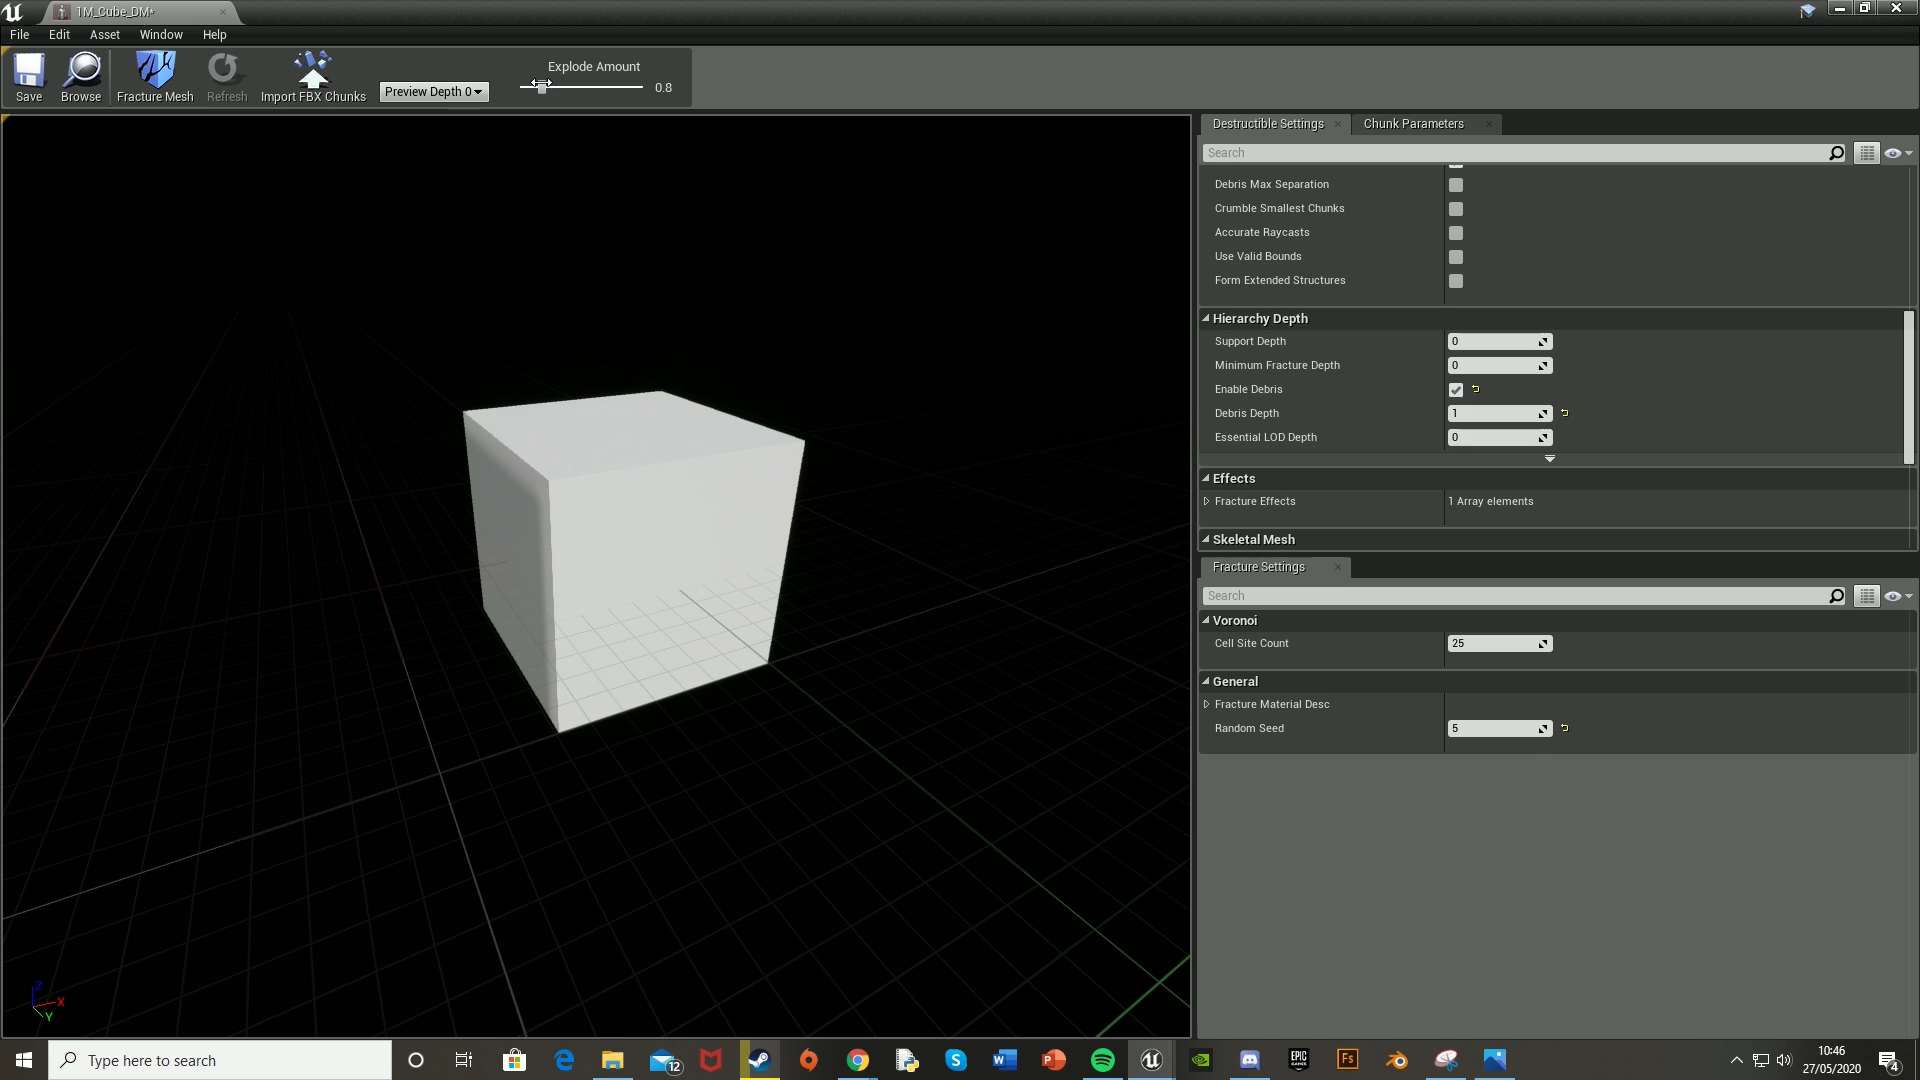 1M_Cube_DM*
File Edit Asset Window Help
Save Browse Fracture Mesh Refresh Import FBX Chunks Preview Depth 0 Explode Amount 0.8
Destructible Settings Chunk Parameters
Search
Debris Max Separation
Crumble Smallest Chunks
Accurate Raycasts
Use Valid Bounds
Form Extended Structures
Hierarchy Depth
Support Depth 0
Minimum Fracture Depth 0
Enable Debris
Debris Depth 1
Essential LOD Depth 0
Effects
Fracture Effects 1 Array elements
Skeletal Mesh
Fracture Settings
Search
Voronoi
Cell Site Count 25
General
Fracture Material Desc
Random Seed 5
Z
X
Y
Type here to search
12
EPIC GAMES
Fs
10:46
27/05/2020
4